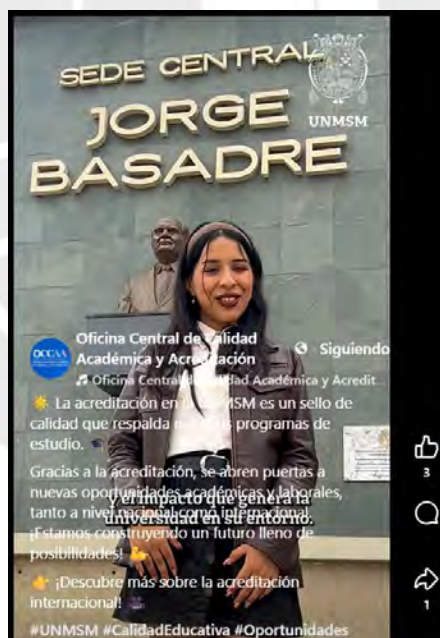 SEDE CENTRAL
JORGE
BASADRE
UNMSM
OCCAA
Oficina Central de Calidad
Académica y Acreditación
Siguiendo
Oficina Central de Calidad Académica y Acredit...
La acreditación en la UNMSM es un sello de
calidad que respalda programas de
estudio.
Gracias a la acreditación, se abren puertas a
nuevas oportunidades académicas y laborales,
tanto a nivel nacional como internacional.
¡Estamos construyendo un futuro lleno de
posibilidades!
y el impacto que genera la
universidad en su entorno.
¡Descubre más sobre la acreditación
internacional!
#UNMSM #CalidadEducativa #Oportunidades
3
1